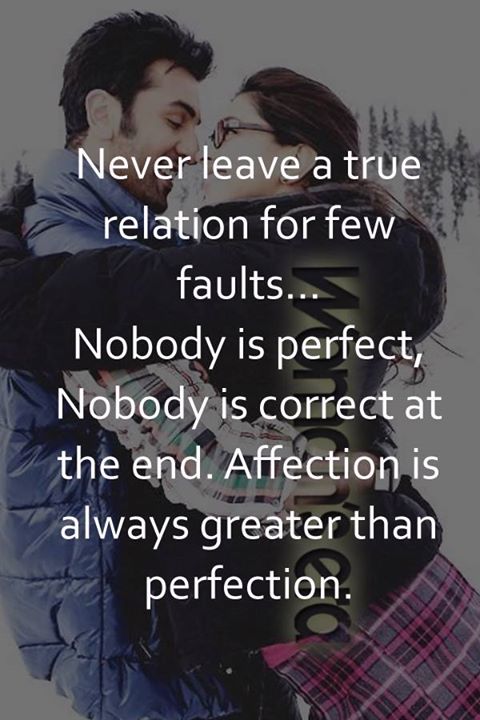 Never leave a true
relation for few
faults...
Nobody is perfect,
Nobody is correct at
the end. Affection is
always greater than
perfection.